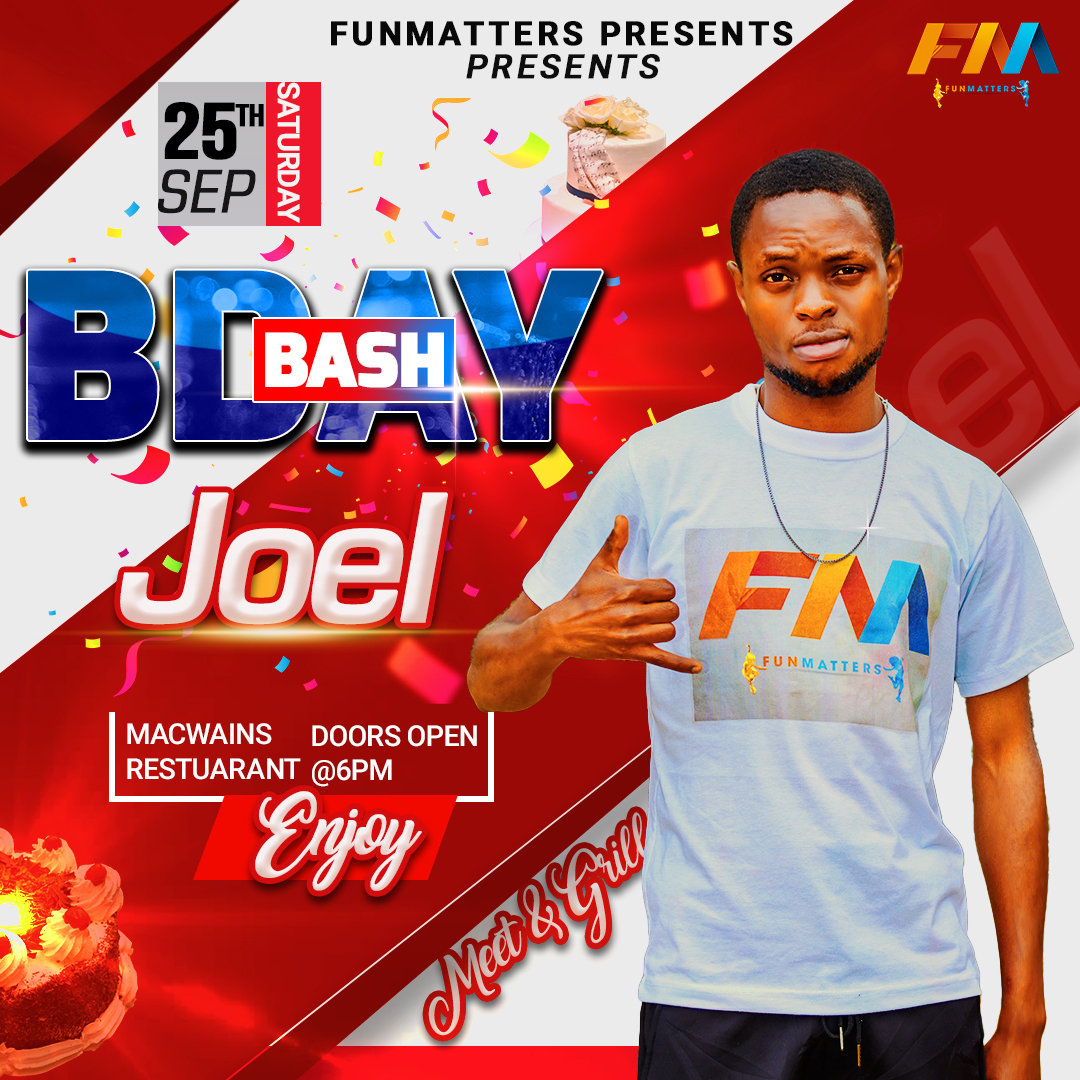 FUNMATTERS PRESENTS
PRESENTS
FM
FUNMATTERS
25TH
SEP
SATURDAY
BDAY
BASH
Joel
el
FM
FUNMATTERS
MACWAINS
RESTUARANT
DOORS OPEN
@6PM
Enjoy
Meet & Grill